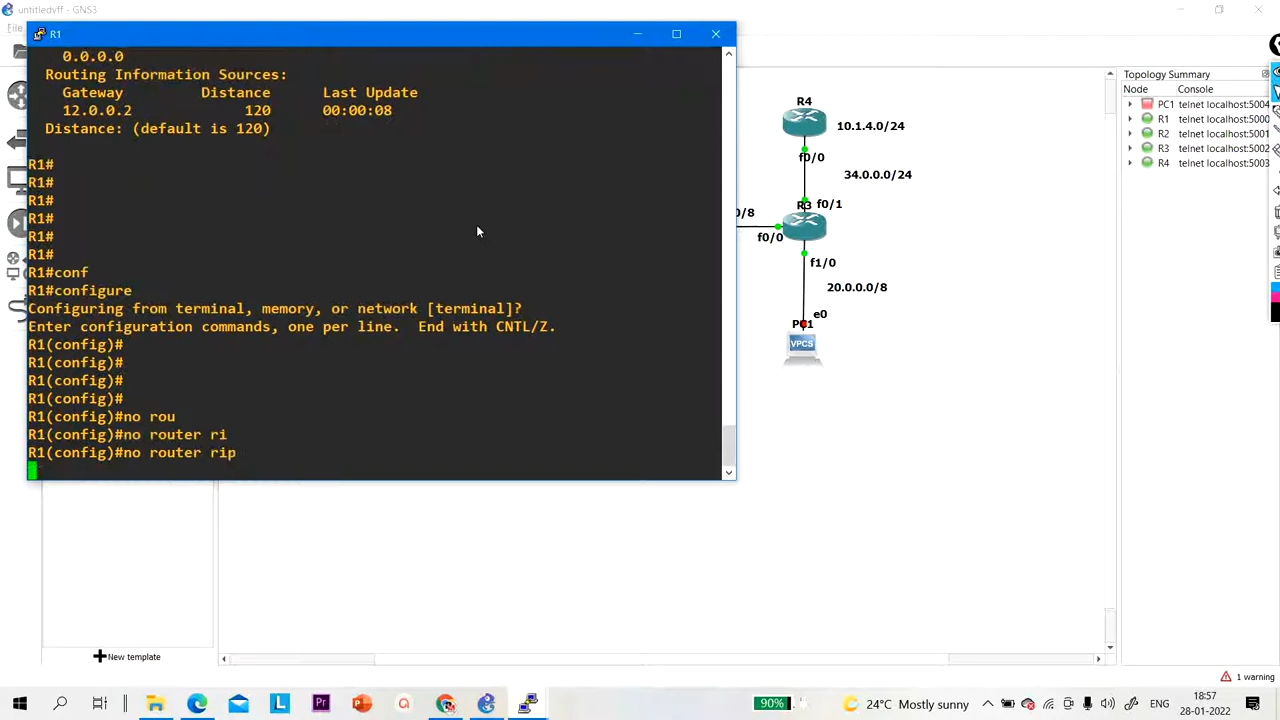 untitledyff - GNS3
File
R1
0.0.0.0
Routing Information Sources:
Gateway Distance Last Update
12.0.0.2 120 00:00:08
Distance: (default is 120)
R1#
R1#
R1#
R1#
R1#
R1#
R1#conf
R1#configure
Configuring from terminal, memory, or network [terminal]?
Enter configuration commands, one per line.  End with CNTL/Z.
R1(config)#
R1(config)#
R1(config)#
R1(config)#
R1(config)#no rou
R1(config)#no router ri
R1(config)#no router rip
R4
10.1.4.0/24
f0/0
34.0.0.0/24
R3 f0/1
0/8
f0/0
f1/0
20.0.0.0/8
e0
PC1
VPCS
Topology Summary
Node Console
PC1 telnet localhost:5004
R1 telnet localhost:5000
R2 telnet localhost:5001
R3 telnet localhost:5002
R4 telnet localhost:5003
New template
1 warning
90%
24°C Mostly sunny
ENG
18:57
28-01-2022